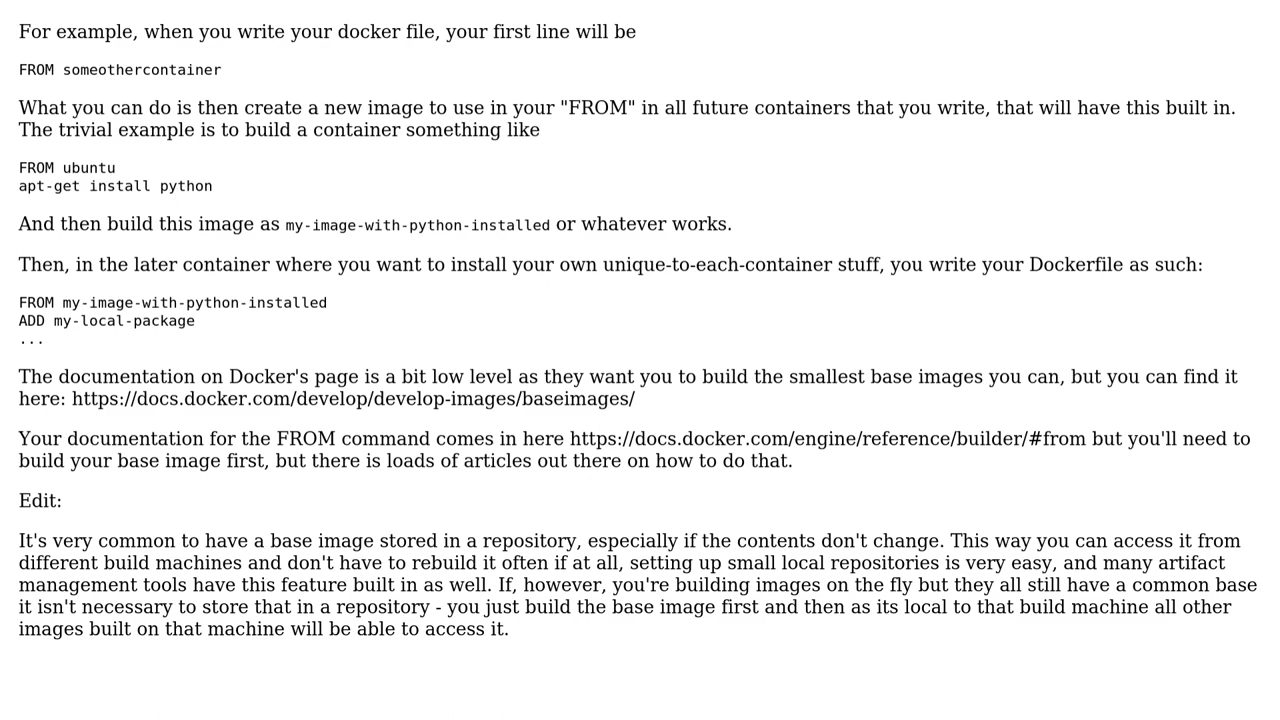 For example, when you write your docker file, your first line will be
FROM someothercontainer
What you can do is then create a new image to use in your "FROM" in all future containers that you write, that will have this built in.
The trivial example is to build a container something like
FROM ubuntu
apt-get install python
And then build this image as my-image-with-python-installed or whatever works.
Then, in the later container where you want to install your own unique-to-each-container stuff, you write your Dockerfile as such:
FROM my-image-with-python-installed
ADD my-local-package
...
The documentation on Docker's page is a bit low level as they want you to build the smallest base images you can, but you can find it
here: https://docs.docker.com/develop/develop-images/baseimages/
Your documentation for the FROM command comes in here https://docs.docker.com/engine/reference/builder/#from but you'll need to
build your base image first, but there is loads of articles out there on how to do that.
Edit:
It's very common to have a base image stored in a repository, especially if the contents don't change. This way you can access it from
different build machines and don't have to rebuild it often if at all, setting up small local repositories is very easy, and many artifact
management tools have this feature built in as well. If, however, you're building images on the fly but they all still have a common base
it isn't necessary to store that in a repository - you just build the base image first and then as its local to that build machine all other
images built on that machine will be able to access it.